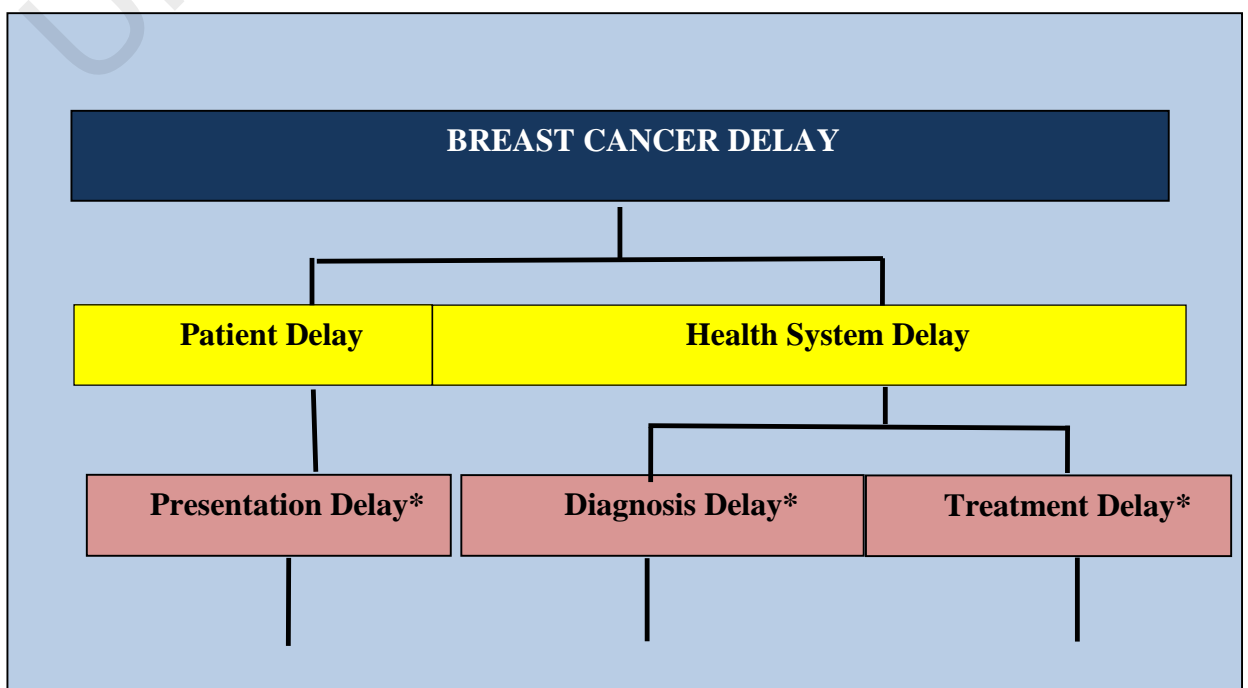 BREAST CANCER DELAY
Patient Delay
Health System Delay
Presentation Delay*
Diagnosis Delay*
Treatment Delay*